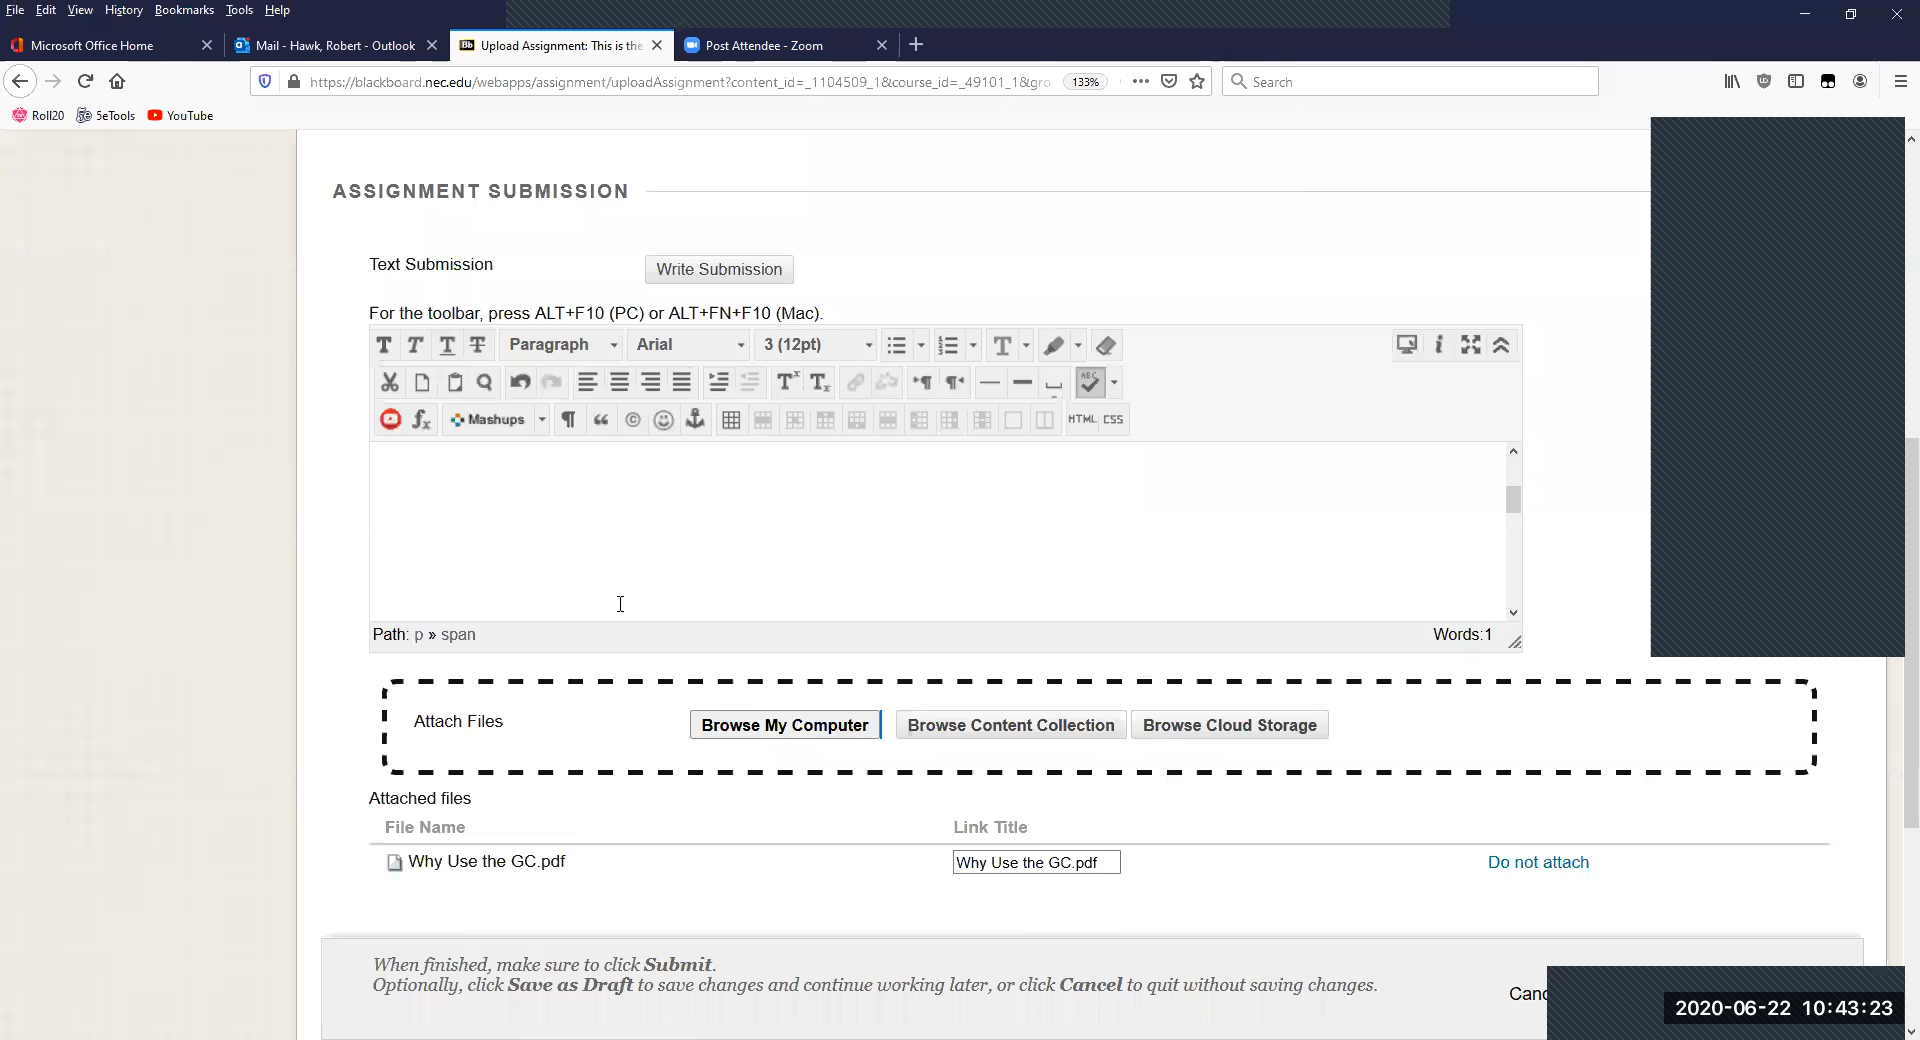 File Edit View History Bookmarks Tools Help
Microsoft Office Home
Mail - Hawk, Robert - Outlook
Bb Upload Assignment: This is the
Post Attendee - Zoom
https://blackboard.nec.edu/webapps/assignment/uploadAssignment?content_id=_1104509_1&course_id=_49101_1&gro
133%
Search
Roll20 5eTools YouTube
ASSIGNMENT SUBMISSION
Text Submission Write Submission
For the toolbar, press ALT+F10 (PC) or ALT+FN+F10 (Mac).
T T T T Paragraph Arial 3 (12pt) T i
Tx Tx ABC
fx Mashups HTML CSS
Path: p » span Words:1
Attach Files Browse My Computer Browse Content Collection Browse Cloud Storage
Attached files
File Name Link Title
Why Use the GC.pdf Why Use the GC.pdf Do not attach
When finished, make sure to click Submit.
Optionally, click Save as Draft to save changes and continue working later, or click Cancel to quit without saving changes.
Canc
2020-06-22 10:43:23